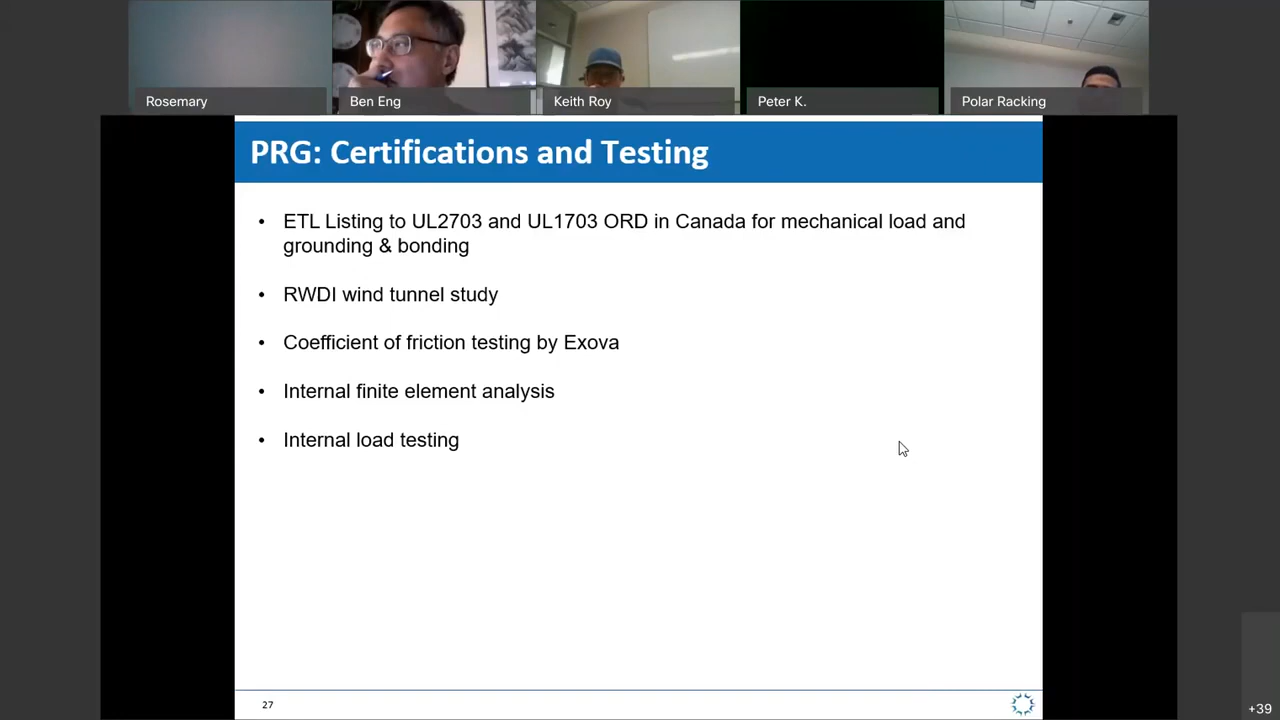 Rosemary
Ben Eng
Keith Roy
Peter K.
Polar Racking
PRG: Certifications and Testing
• ETL Listing to UL2703 and UL1703 ORD in Canada for mechanical load and
grounding & bonding
• RWDI wind tunnel study
• Coefficient of friction testing by Exova
• Internal finite element analysis
• Internal load testing
27
+39